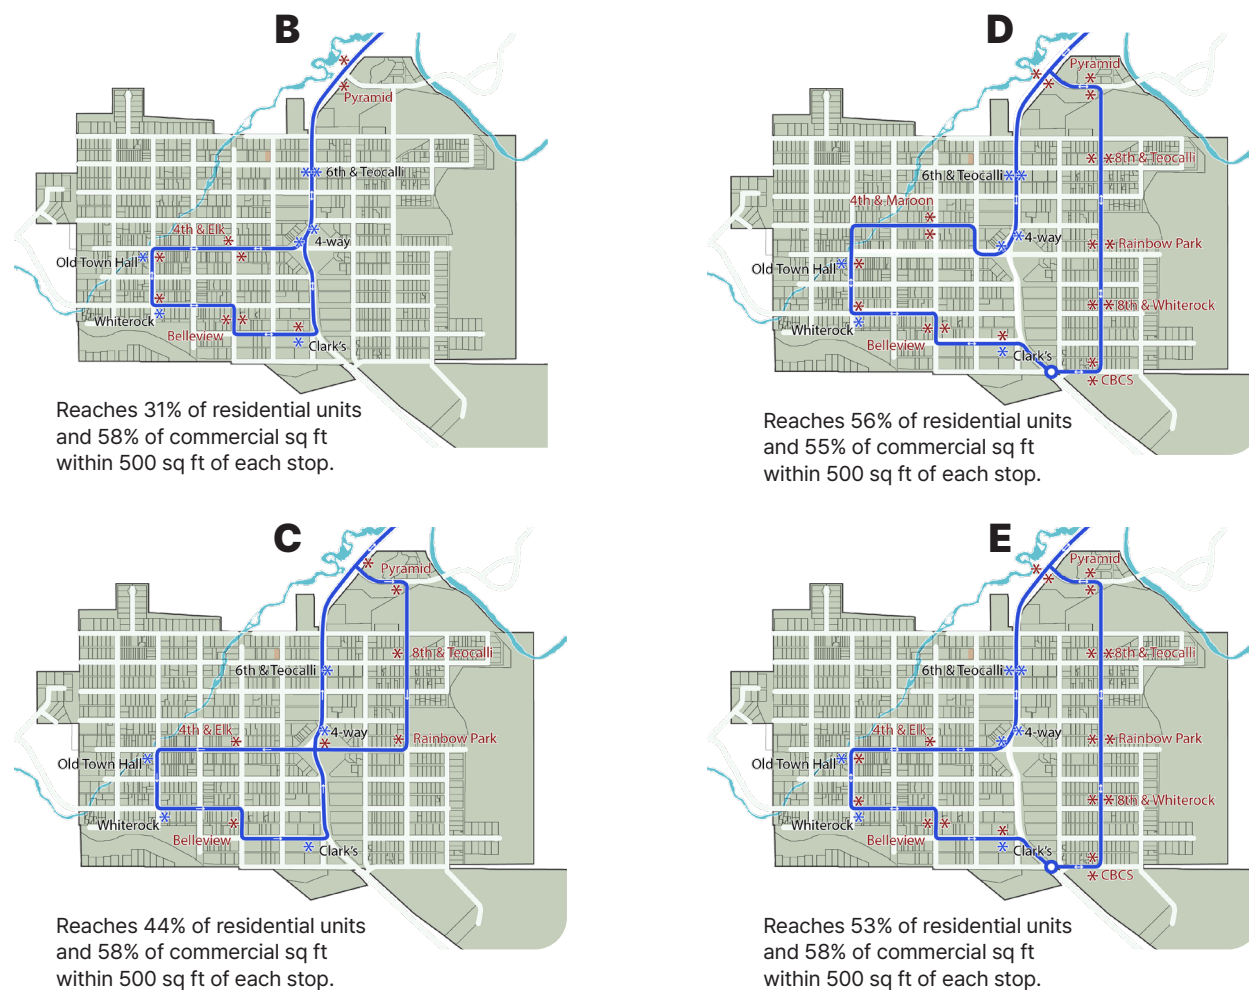 B
Pyramid
6th & Teocalli
4th & Elk
4-way
Old Town Hall
Whiterock
Belleview
Clark's
Reaches 31% of residential units
and 58% of commercial sq ft
within 500 sq ft of each stop.
D
Pyramid
8th & Teocalli
6th & Teocalli
4th & Maroon
4-way
Rainbow Park
Old Town Hall
8th & Whiterock
Whiterock
Belleview
Clark's
CBCS
Reaches 56% of residential units
and 55% of commercial sq ft
within 500 sq ft of each stop.
C
Pyramid
8th & Teocalli
6th & Teocalli
4th & Elk
4-way
Rainbow Park
Old Town Hall
Whiterock
Belleview
Clark's
Reaches 44% of residential units
and 58% of commercial sq ft
within 500 sq ft of each stop.
E
Pyramid
8th & Teocalli
6th & Teocalli
4th & Elk
4-way
Rainbow Park
Old Town Hall
8th & Whiterock
Whiterock
Belleview
Clark's
CBCS
Reaches 53% of residential units
and 58% of commercial sq ft
within 500 sq ft of each stop.